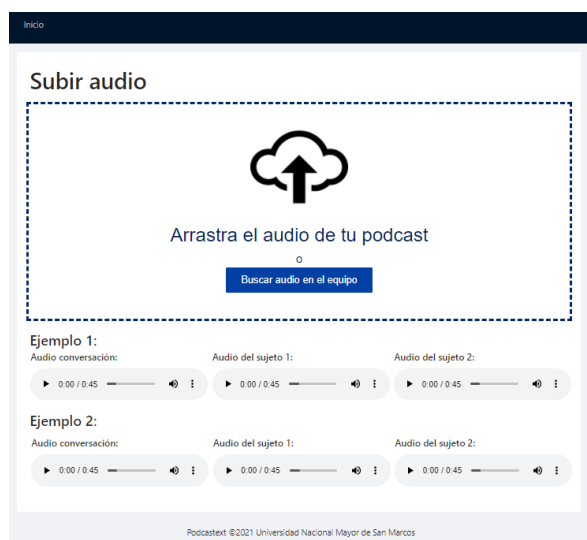 Inicio
Subir audio
Arrastra el audio de tu podcast
o
Buscar audio en el equipo
Ejemplo 1:
Audio conversación: Audio del sujeto 1: Audio del sujeto 2:
0:00 / 0:45 0:00 / 0:45 0:00 / 0:45
Ejemplo 2:
Audio conversación: Audio del sujeto 1: Audio del sujeto 2:
0:00 / 0:45 0:00 / 0:45 0:00 / 0:45
Podcastext ©2021 Universidad Nacional Mayor de San Marcos